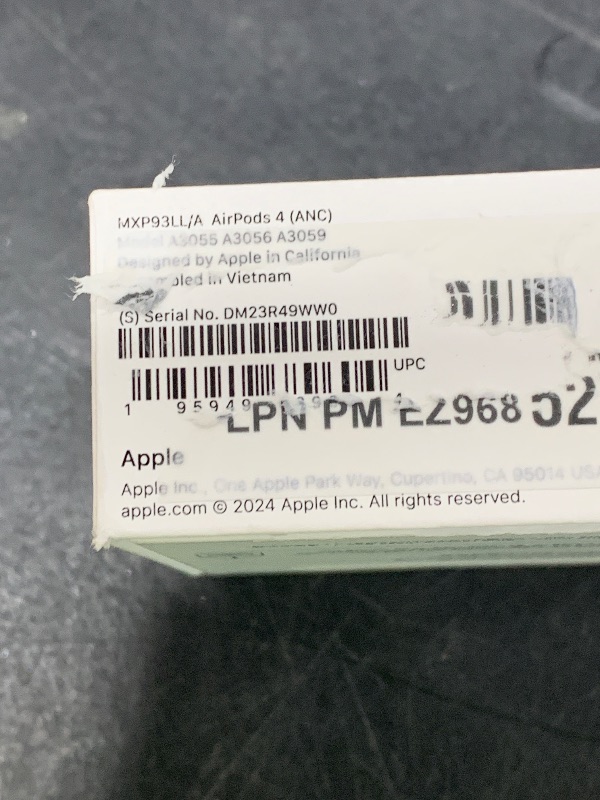 MXP93LL/A AirPods 4 (ANC)
Model A3055 A3056 A3059
Designed by Apple in California
in Vietnam
(S) Serial No. DM23R49WW0
UPC
1 95949
LPN PM EZ968
Apple
Apple Inc., One Apple Park Way, Cupertino, CA 95014 USA
apple.com © 2024 Apple Inc. All rights reserved.